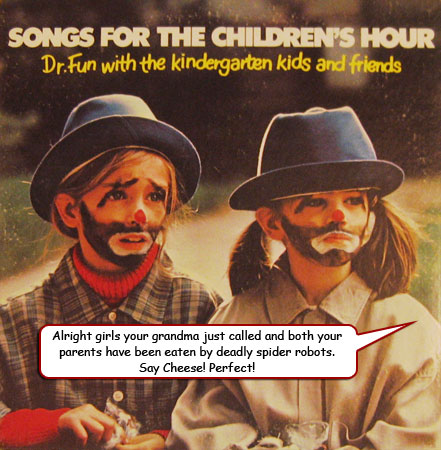 SONGS FOR THE CHILDREN'S HOUR
Dr. Fun with the kindergarten kids and friends
Alright girls your grandma just called and both your
parents have been eaten by deadly spider robots.
Say Cheese! Perfect!